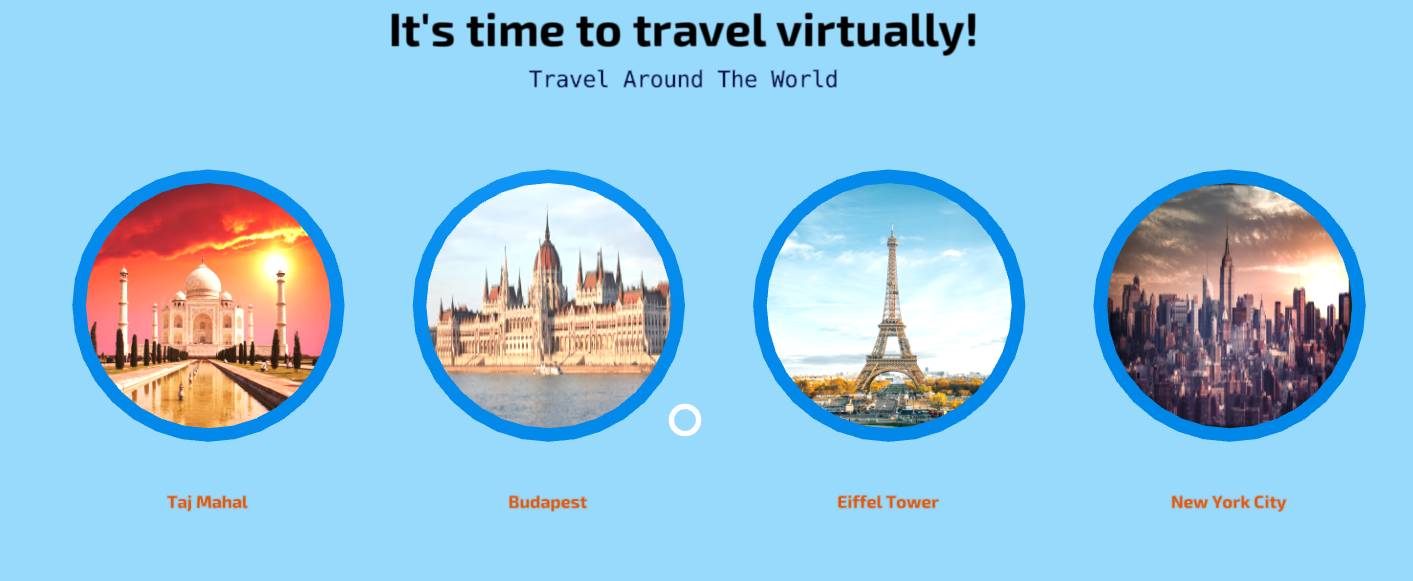 It's time to travel virtually!
Travel Around The World
Taj Mahal
Budapest
Eiffel Tower
New York City